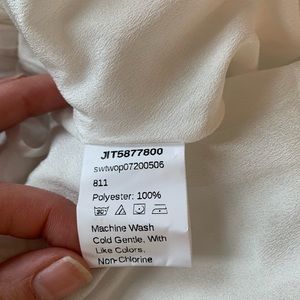 JIT5877800
swtwop07200506
811
Polyester: 100%
Machine Wash
Cold Gentle. With
Like Colors.
Non-Chlorine